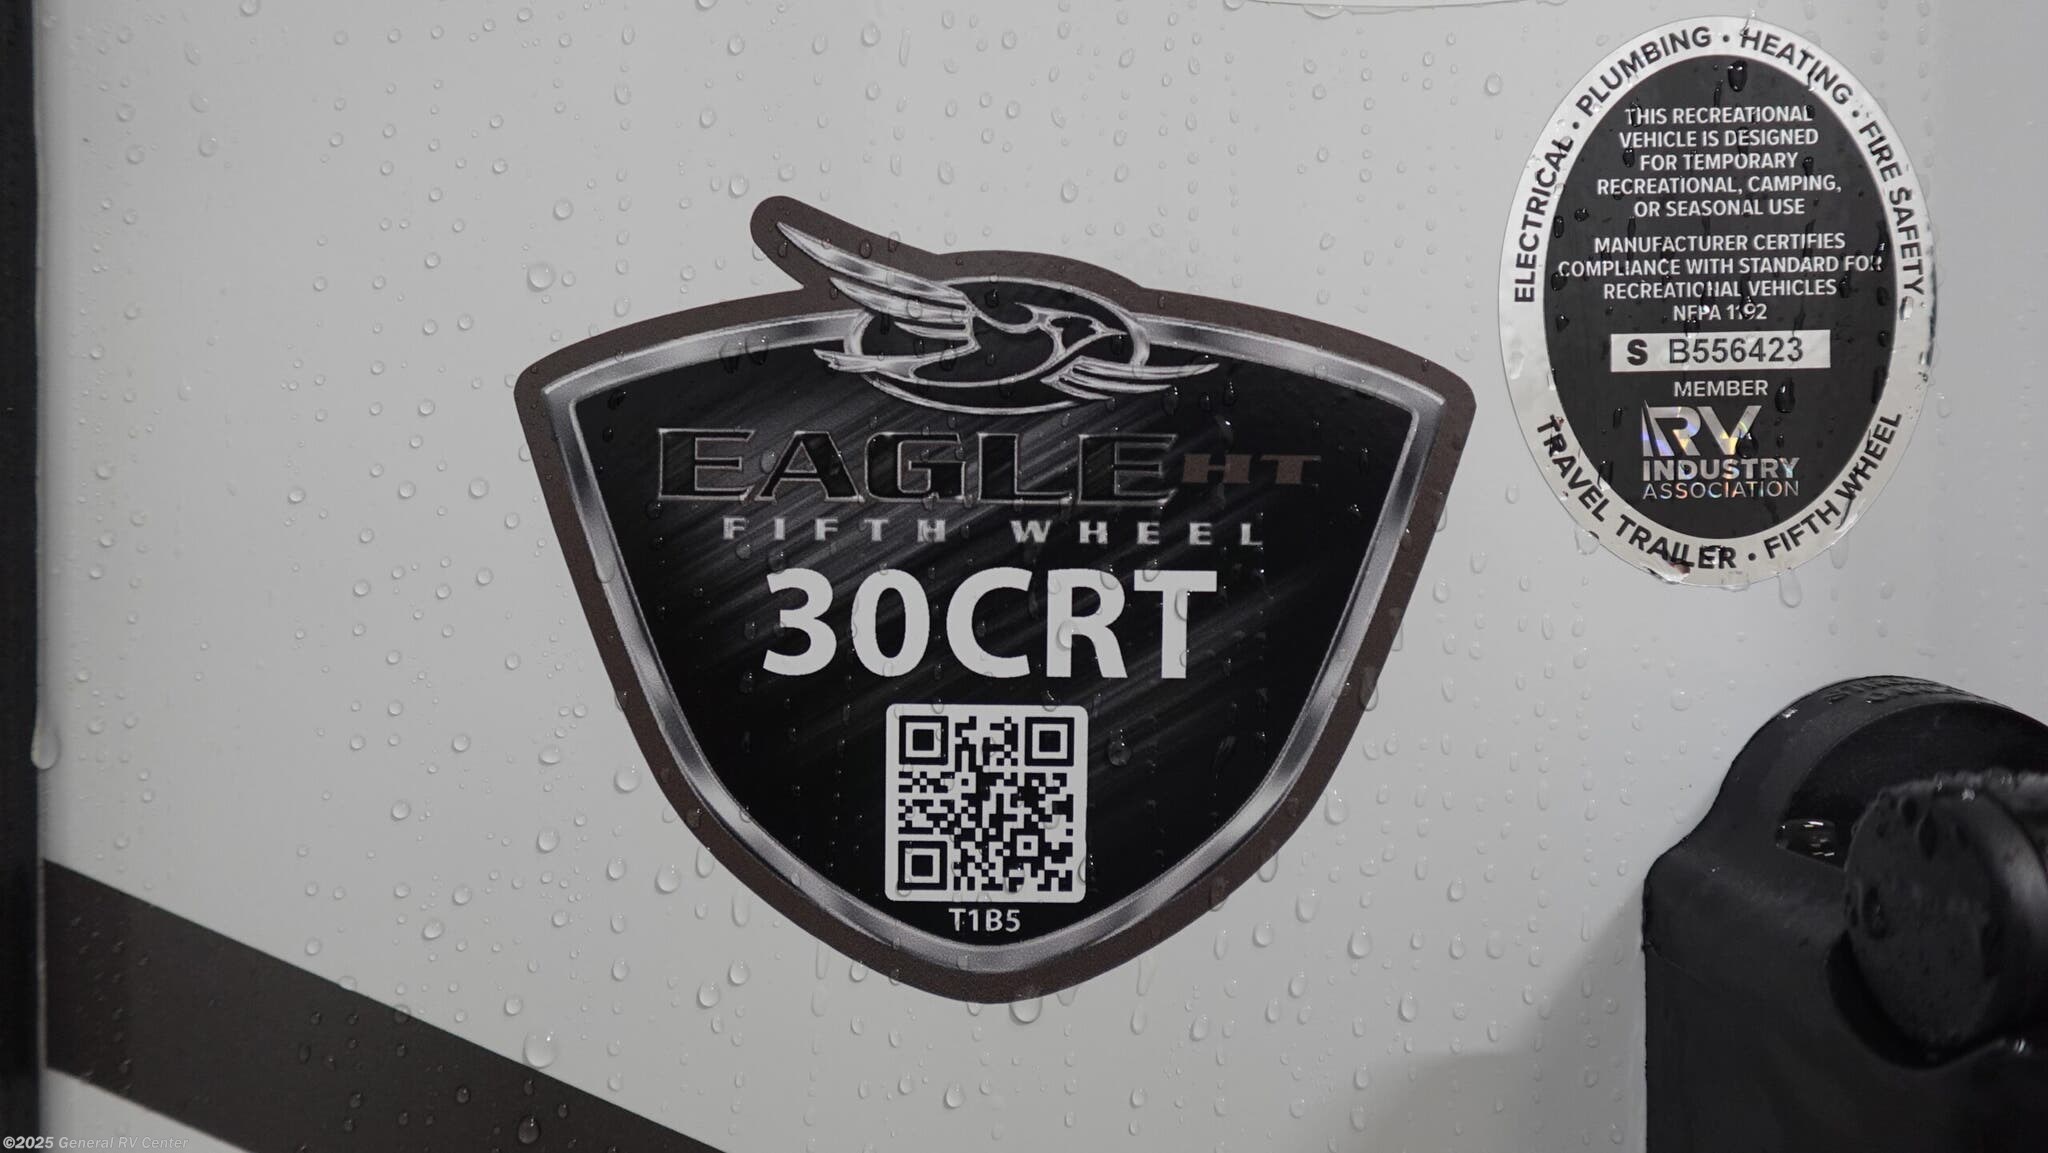 EAGLE HT
FIFTH WHEEL
30CRT
T1B5
ELECTRICAL • PLUMBING • HEATING • FIRE SAFETY
THIS RECREATIONAL
VEHICLE IS DESIGNED
FOR TEMPORARY
RECREATIONAL, CAMPING,
OR SEASONAL USE
MANUFACTURER CERTIFIES
COMPLIANCE WITH STANDARD FOR
RECREATIONAL VEHICLES
NFPA 1192
S B556423
MEMBER
RV
INDUSTRY
ASSOCIATION
TRAVEL TRAILER • FIFTH WHEEL
©2025 General RV Center